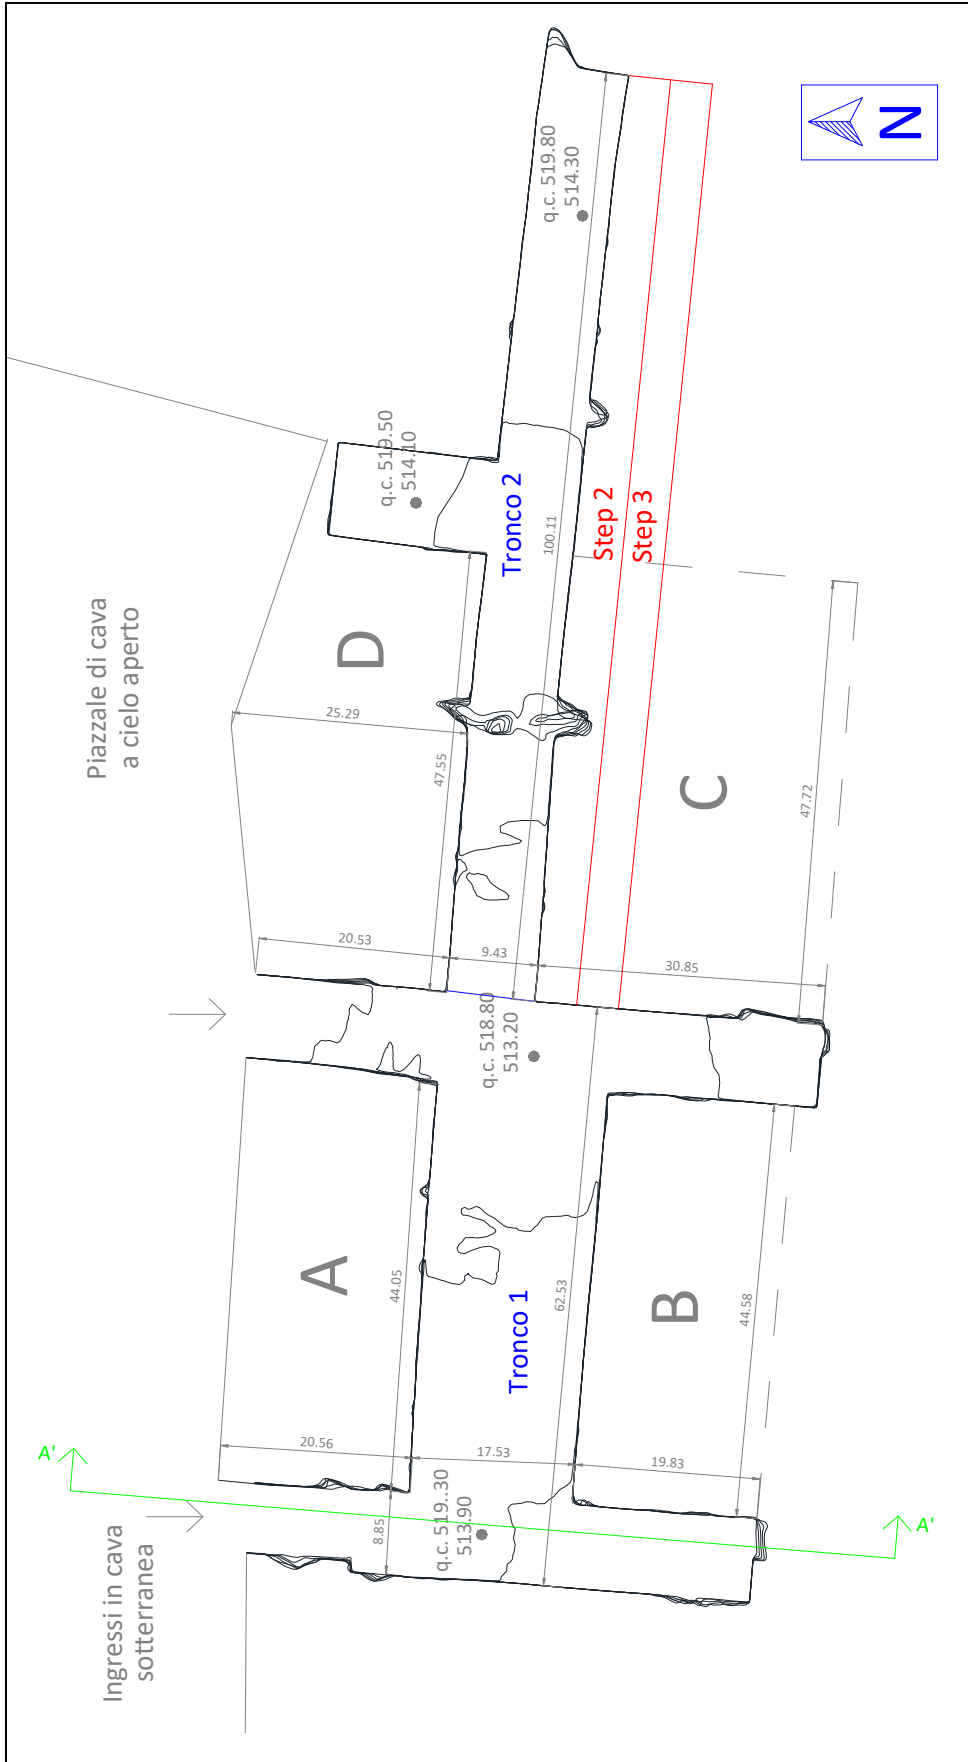 N
q.c. 519.80
514.30
q.c. 519.50
514.10
Tronco 2
100.11
Step 2
Step 3
Piazzale di cava
a cielo aperto
D
25.29
47.55
C
47.72
20.53
9.43
30.85
q.c. 518.80
513.20
A
44.05
Tronco 1
62.53
B
44.58
20.56
17.53
19.83
A'
q.c. 519..30
513.90
8.85
A'
Ingressi in cava
sotterranea